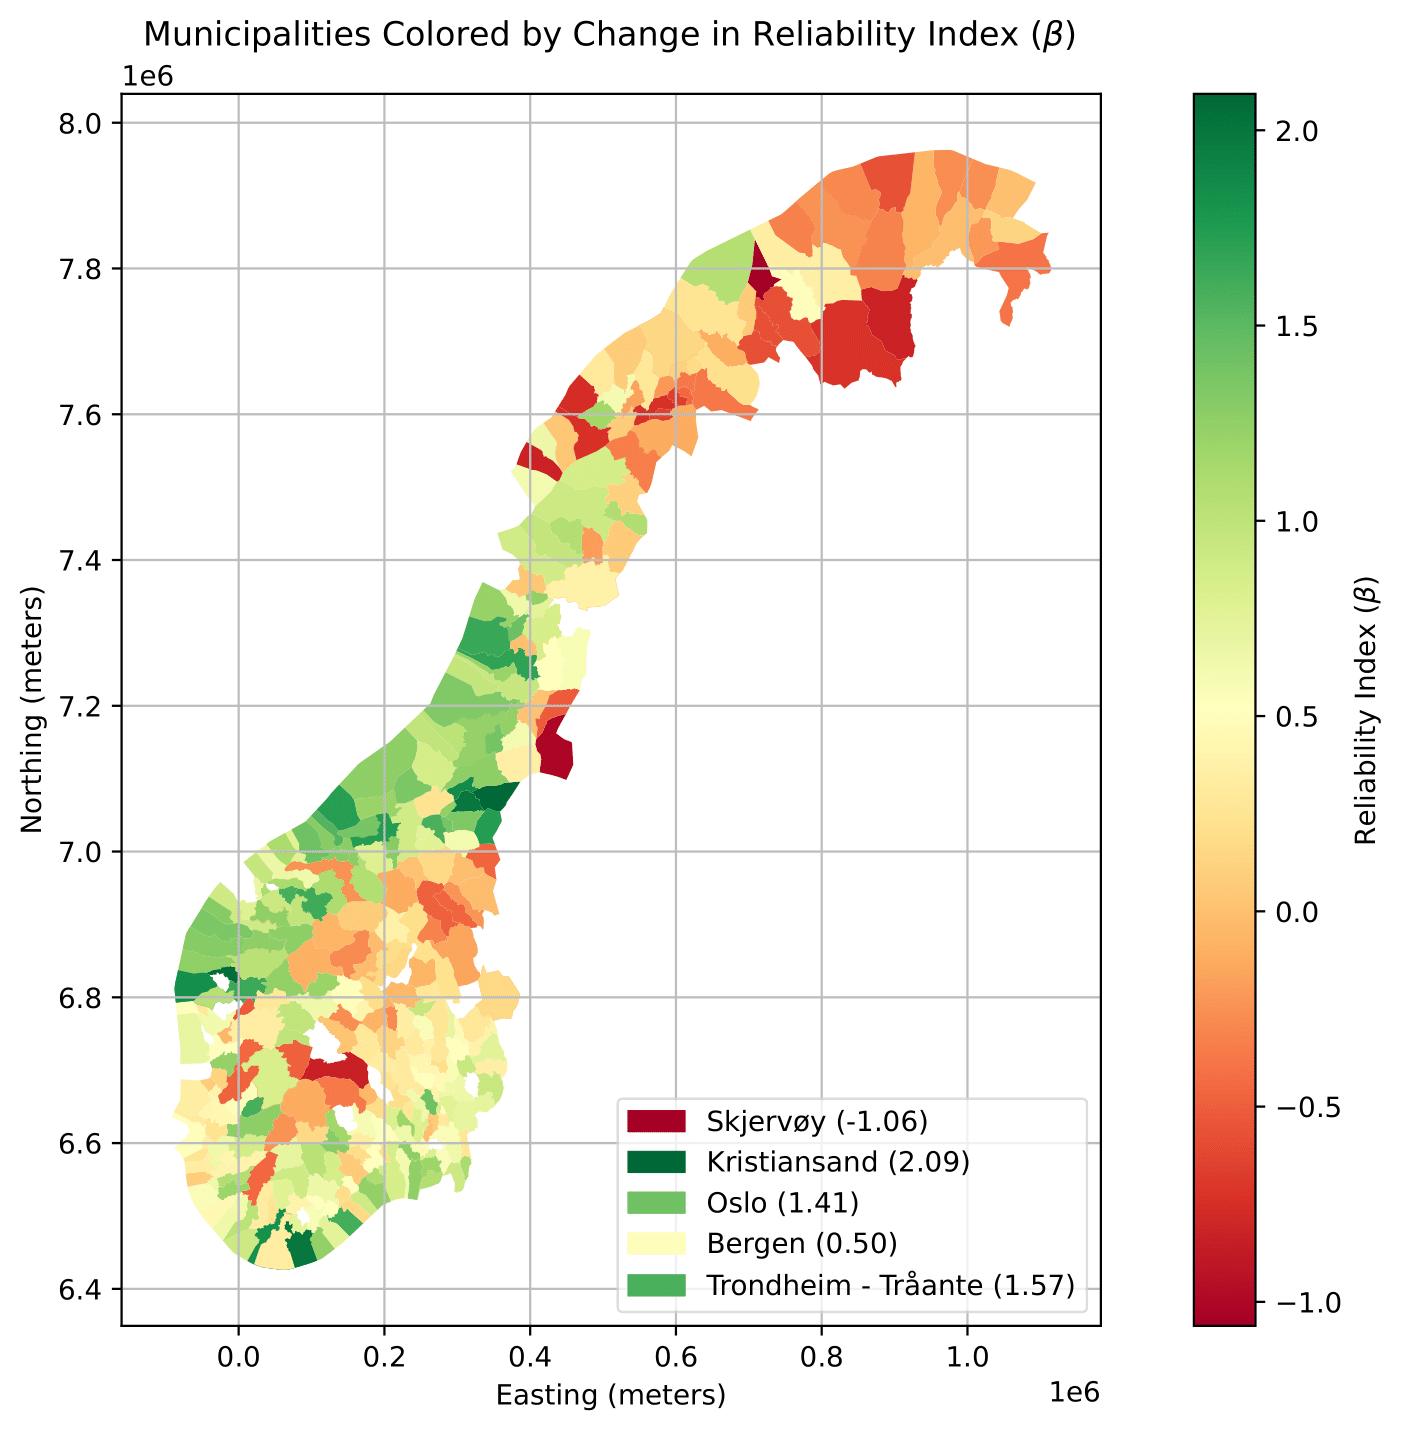 Municipalities Colored by Change in Reliability Index (β)
1e6
8.0
7.8
7.6
7.4
7.2
7.0
6.8
6.6
6.4
Northing (meters)
0.0 0.2 0.4 0.6 0.8 1.0
1e6
Easting (meters)
Skjervøy (-1.06)
Kristiansand (2.09)
Oslo (1.41)
Bergen (0.50)
Trondheim - Tråante (1.57)
2.0
1.5
1.0
0.5
0.0
−0.5
−1.0
Reliability Index (β)